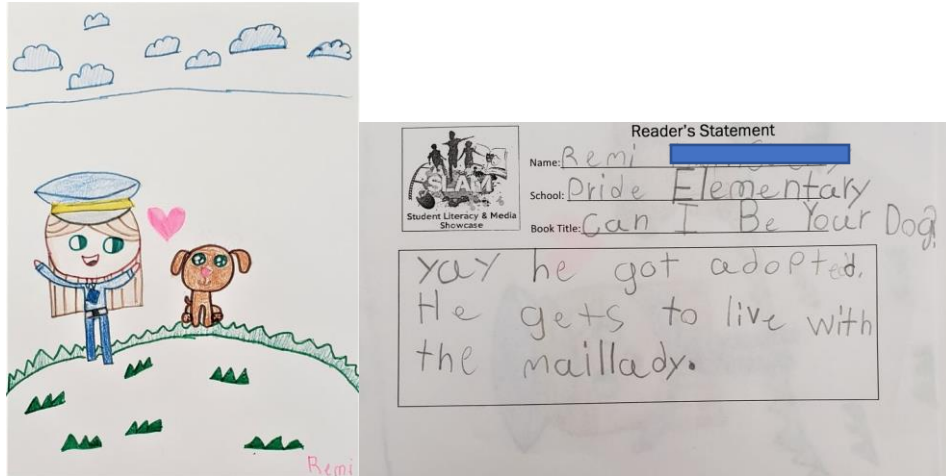 Remi
Reader's Statement
SLAM
Student Literacy & Media
Showcase
Name: Remi
School: Pride Elementary
Book Title: Can I Be Your Dog?
yay he got adopted.
He gets to live with
the maillady.